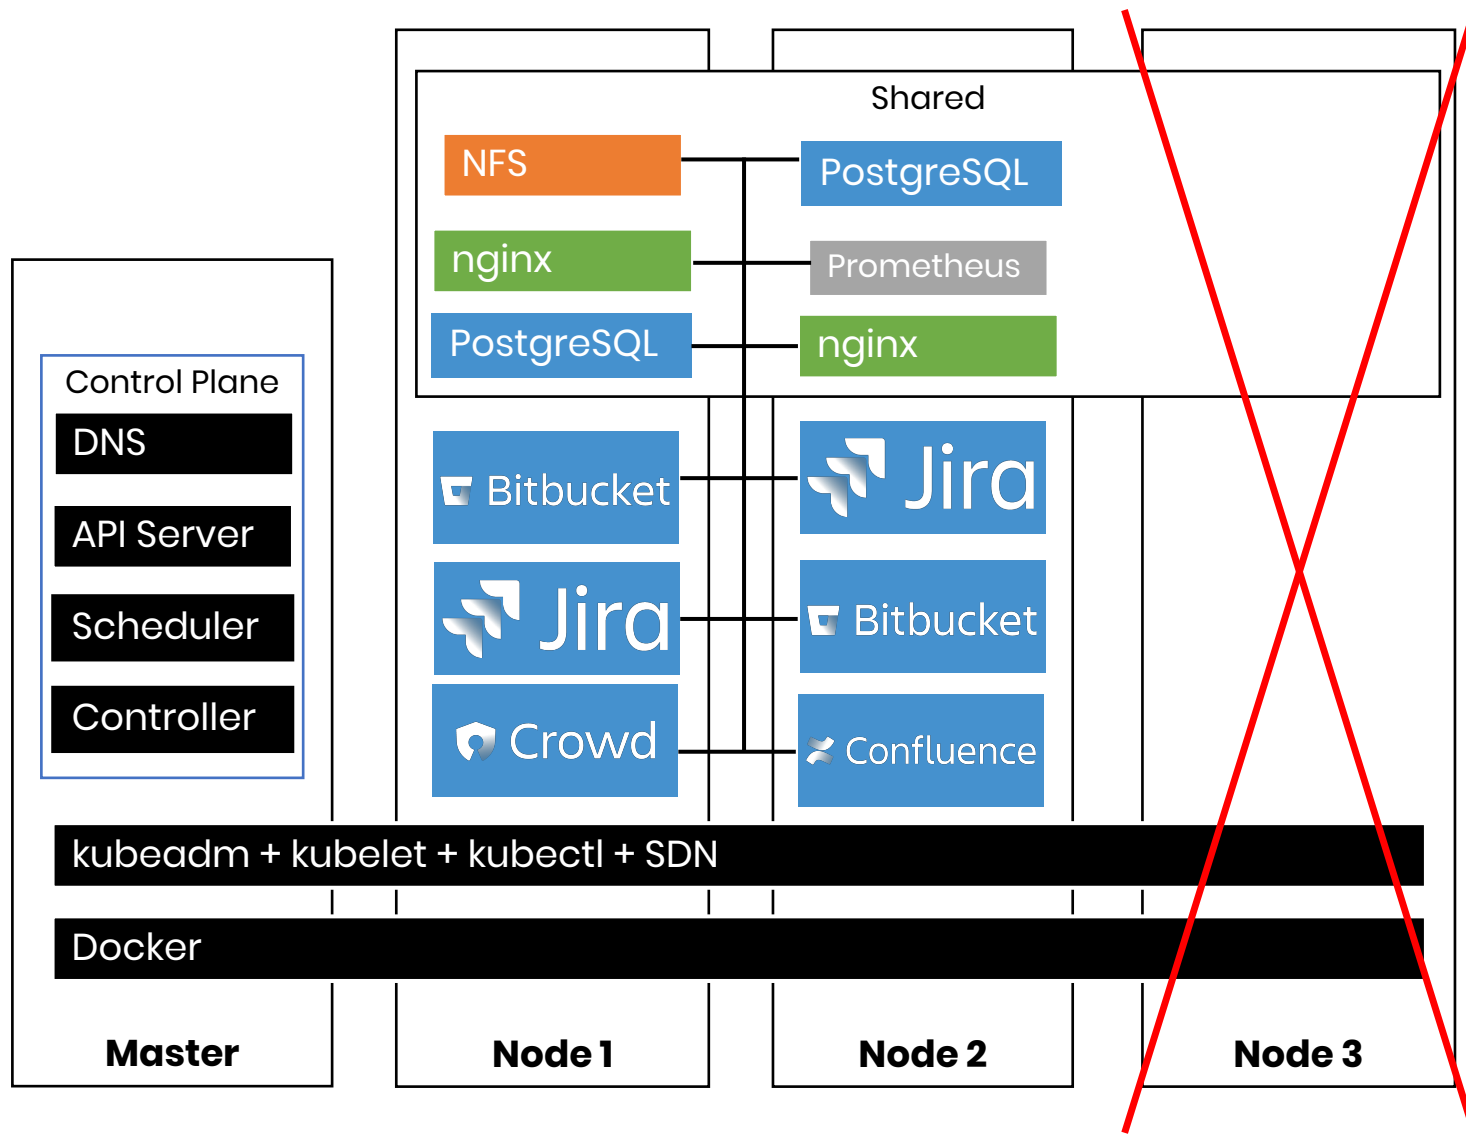 Shared
NFS
PostgreSQL
nginx
Prometheus
PostgreSQL
nginx
Control Plane
DNS
API Server
Scheduler
Controller
Bitbucket
Jira
Jira
Bitbucket
Crowd
Confluence
kubeadm + kubelet + kubectl + SDN
Docker
Master
Node 1
Node 2
Node 3